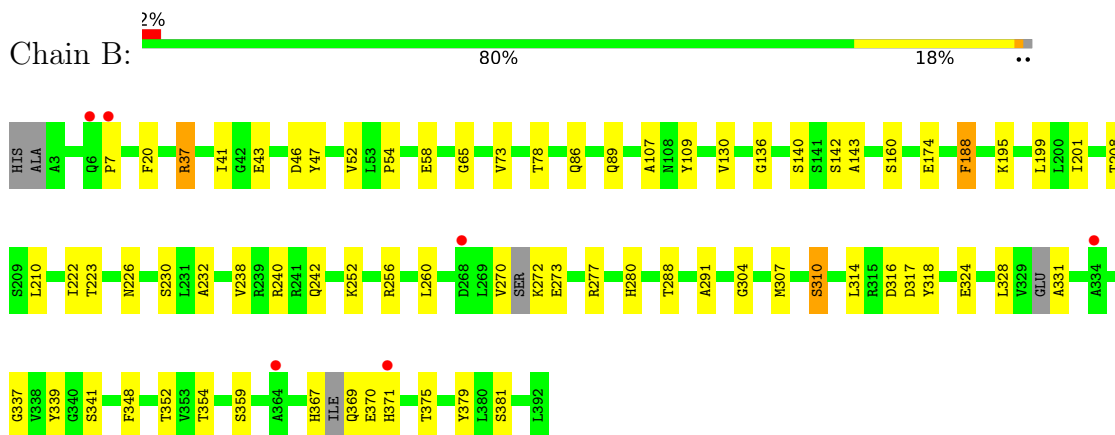 2%
Chain B:
80% 18% ••
HIS ALA A3 Q6 P7 F20 R37 I41 G42 E43 D46 Y47 V52 L53 P54 E58 G65 V73 T78 Q86 Q89 A107 N108 Y109 V130 G136 S140 S141 S142 A143 S160 E174 F188 K195 L199 L200 I201 T208
S209 L210 I222 T223 N226 S230 L231 A232 V238 R239 R240 R241 Q242 K252 R256 L260 D268 L269 V270 SER K272 E273 R277 H280 T288 A291 G304 M307 S310 L314 R315 D316 D317 Y318 E324 L328 V329 GLU A331 A334
G337 V338 Y339 G340 S341 F348 T352 V353 T354 S359 A364 H367 ILE Q369 E370 H371 T375 Y379 L380 S381 L392